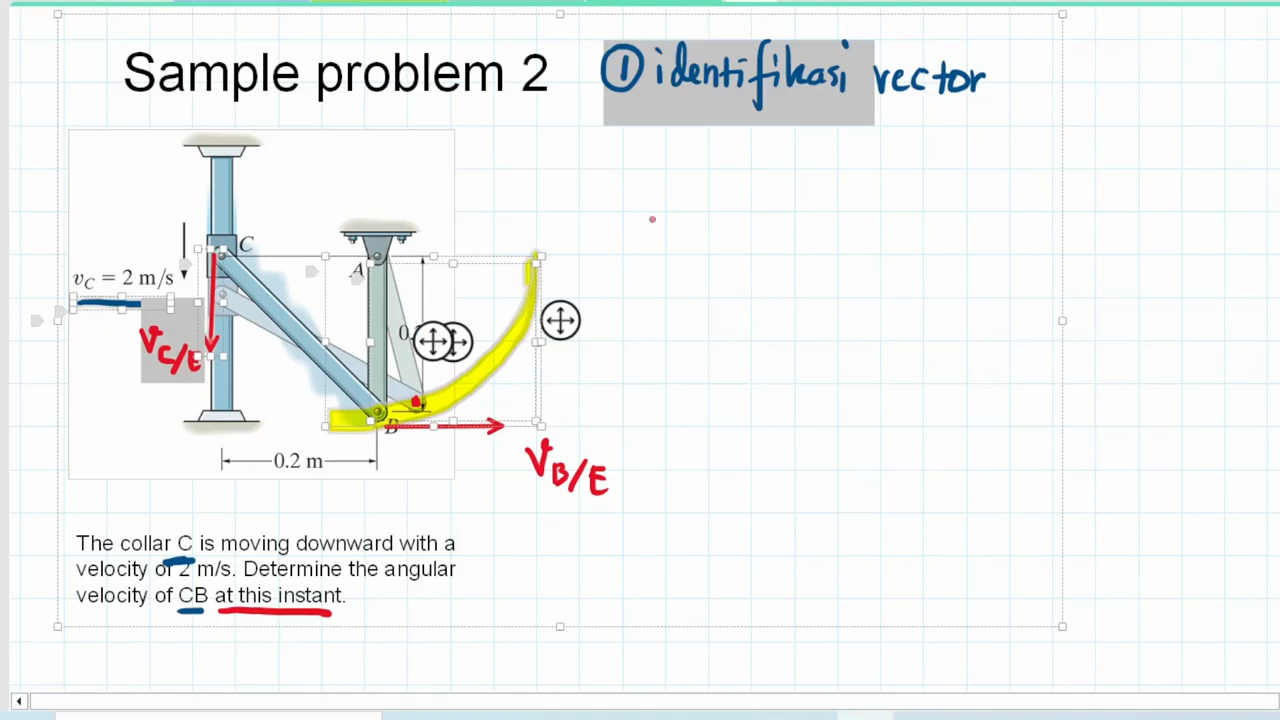 Sample problem 2
① identifikasi vector
C
A
v_C = 2 m/s
V_C/E
B
0.2 m
V_B/E
The collar C is moving downward with a
velocity of 2 m/s. Determine the angular
velocity of CB at this instant.